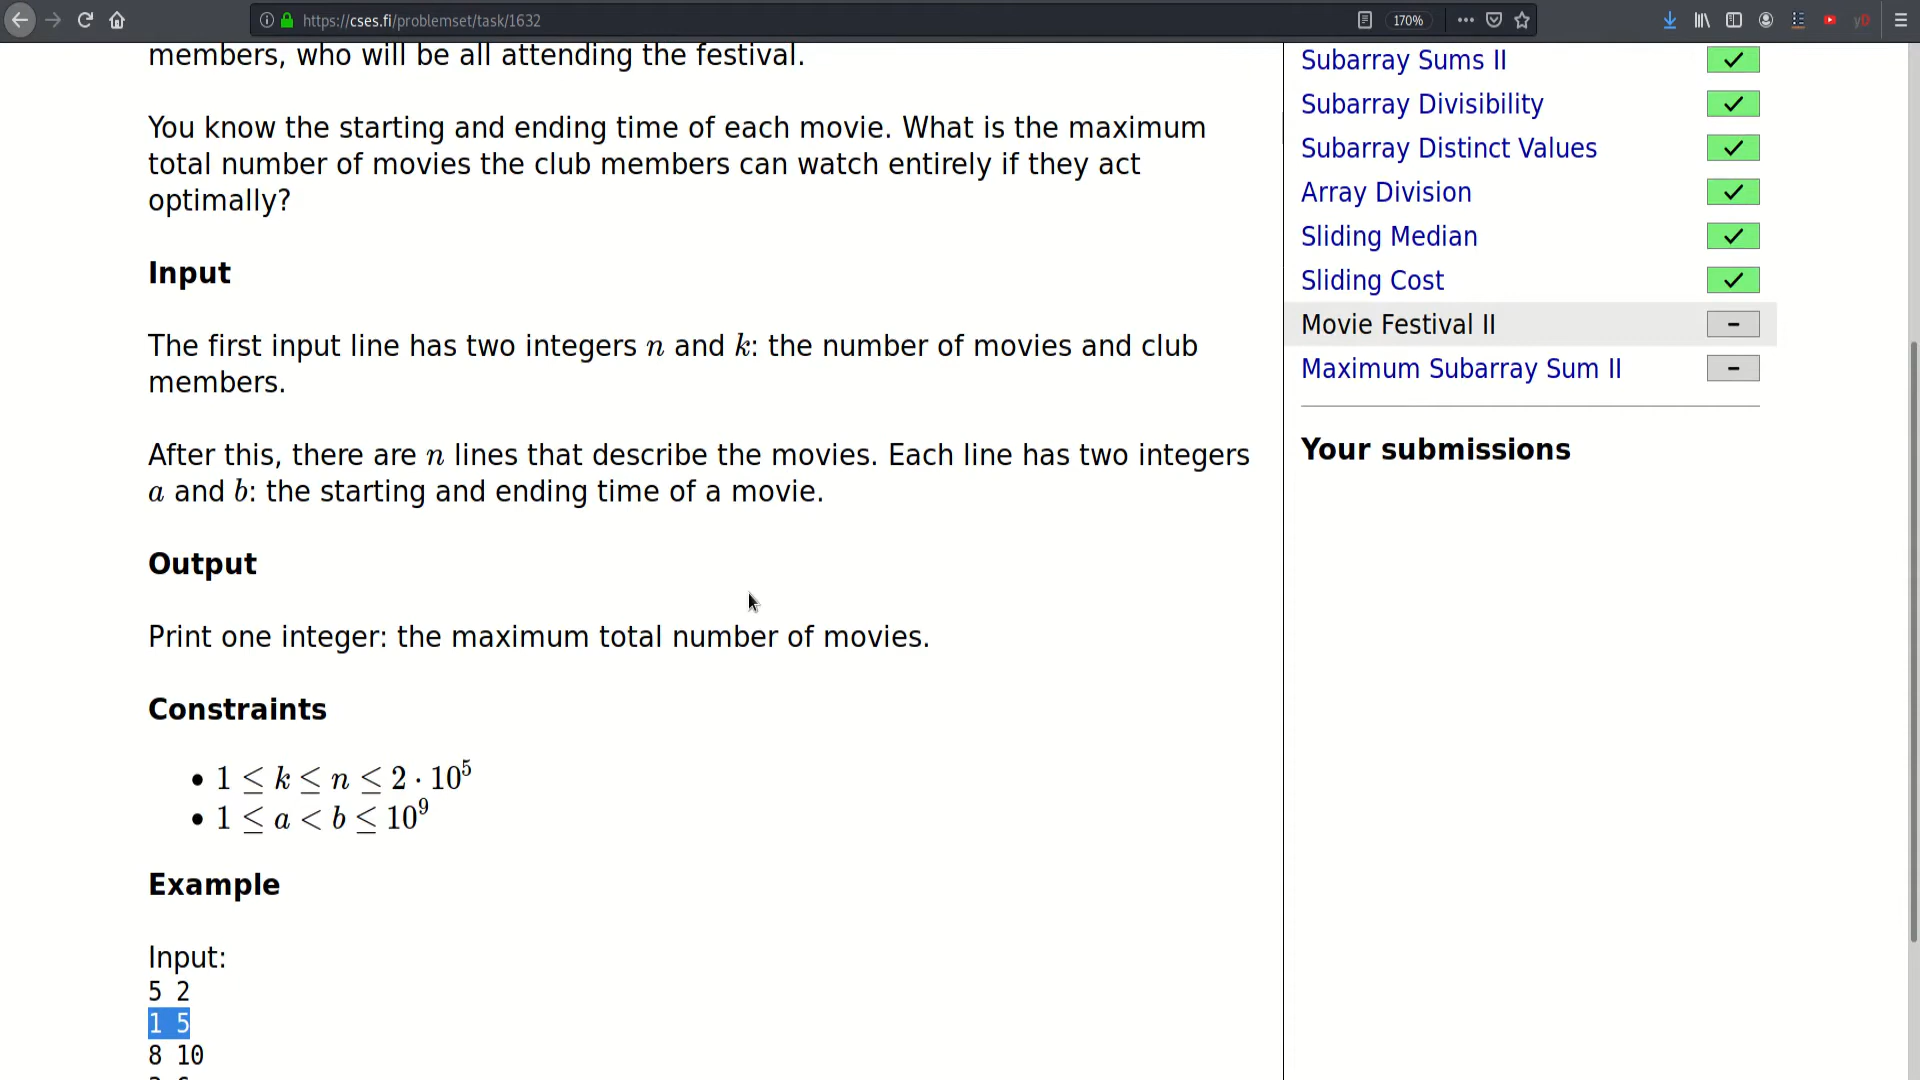 https://cses.fi/problemset/task/1632
170%
members, who will be all attending the festival.
You know the starting and ending time of each movie. What is the maximum
total number of movies the club members can watch entirely if they act
optimally?
Input
The first input line has two integers n and k: the number of movies and club
members.
After this, there are n lines that describe the movies. Each line has two integers
a and b: the starting and ending time of a movie.
Output
Print one integer: the maximum total number of movies.
Constraints
• 1 ≤ k ≤ n ≤ 2 · 10⁵
• 1 ≤ a < b ≤ 10⁹
Example
Input:
5 2
1 5
8 10
Subarray Sums II
Subarray Divisibility
Subarray Distinct Values
Array Division
Sliding Median
Sliding Cost
Movie Festival II
Maximum Subarray Sum II
Your submissions